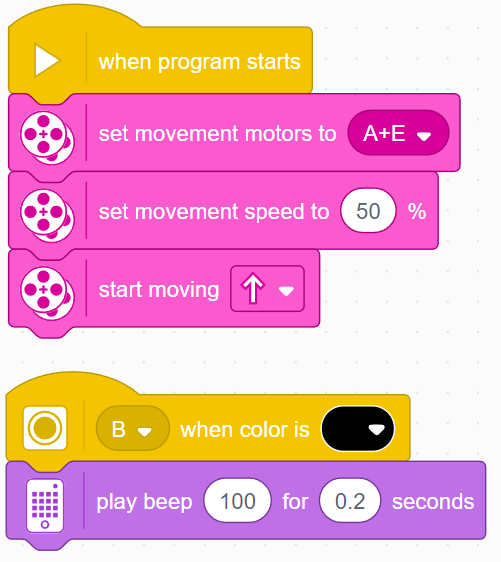 when program starts
set movement motors to A+E
set movement speed to 50 %
start moving
B when color is
play beep 100 for 0.2 seconds